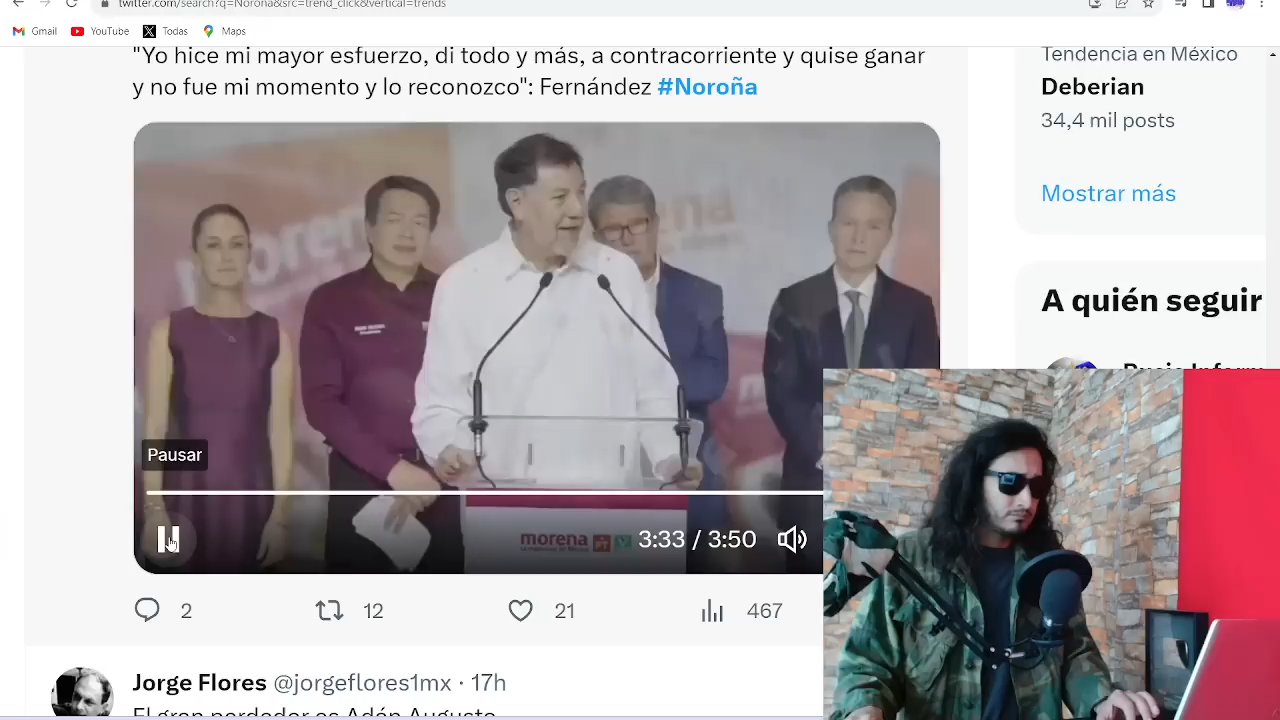 twitter.com/search?q=Noroña&src=trend_click&vertical=trends
Gmail
YouTube
Todas
Maps
"Yo hice mi mayor esfuerzo, di todo y más, a contracorriente y quise ganar
y no fue mi momento y lo reconozco": Fernández #Noroña
morena
morena
Pausar
morena
3:33 / 3:50
2
12
21
467
Jorge Flores @jorgeflores1mx · 17h
El gran perdedor es Adán Augusto
Tendencia en México
Deberian
34,4 mil posts
Mostrar más
A quién seguir